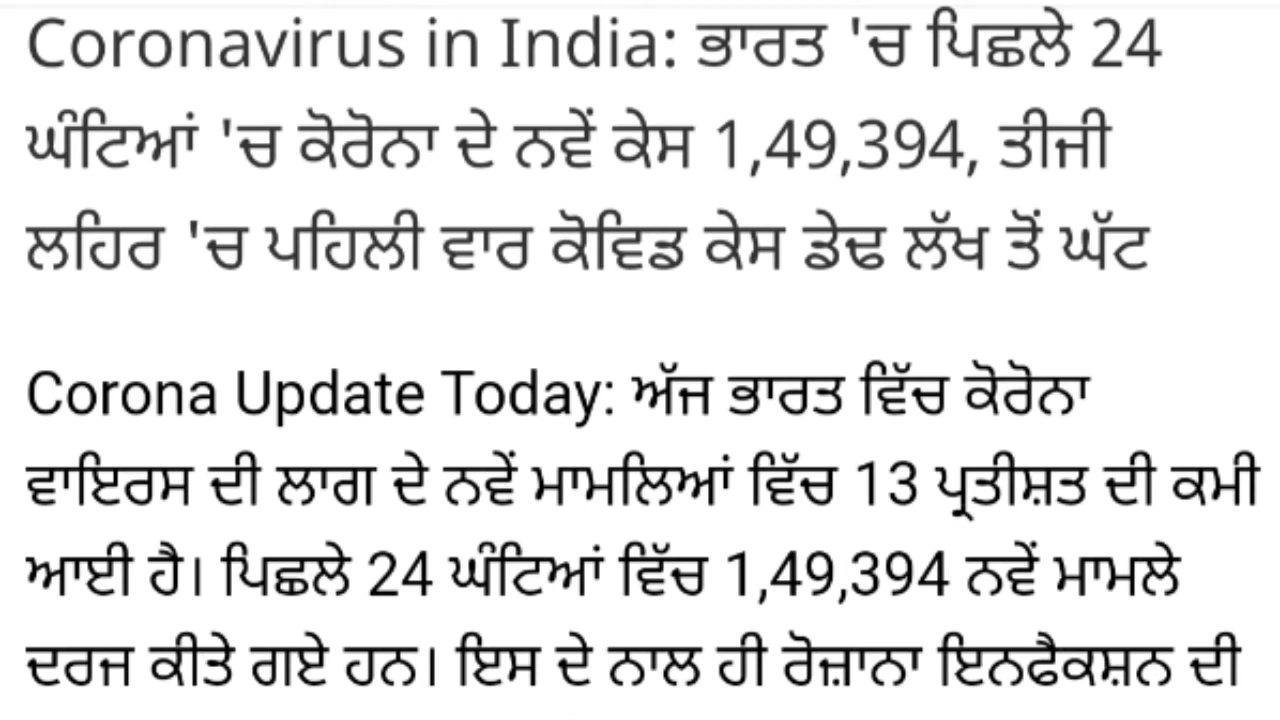 Coronavirus in India: ਭਾਰਤ 'ਚ ਪਿਛਲੇ 24
ਘੰਟਿਆਂ 'ਚ ਕੋਰੋਨਾ ਦੇ ਨਵੇਂ ਕੇਸ 1,49,394, ਤੀਜੀ
ਲਹਿਰ 'ਚ ਪਹਿਲੀ ਵਾਰ ਕੋਵਿਡ ਕੇਸ ਡੇਢ ਲੱਖ ਤੋਂ ਘੱਟ
Corona Update Today: ਅੱਜ ਭਾਰਤ ਵਿੱਚ ਕੋਰੋਨਾ
ਵਾਇਰਸ ਦੀ ਲਾਗ ਦੇ ਨਵੇਂ ਮਾਮਲਿਆਂ ਵਿੱਚ 13 ਪ੍ਰਤੀਸ਼ਤ ਦੀ ਕਮੀ
ਆਈ ਹੈ। ਪਿਛਲੇ 24 ਘੰਟਿਆਂ ਵਿੱਚ 1,49,394 ਨਵੇਂ ਮਾਮਲੇ
ਦਰਜ ਕੀਤੇ ਗਏ ਹਨ। ਇਸ ਦੇ ਨਾਲ ਹੀ ਰੋਜ਼ਾਨਾ ਇਨਫੈਕਸ਼ਨ ਦੀ